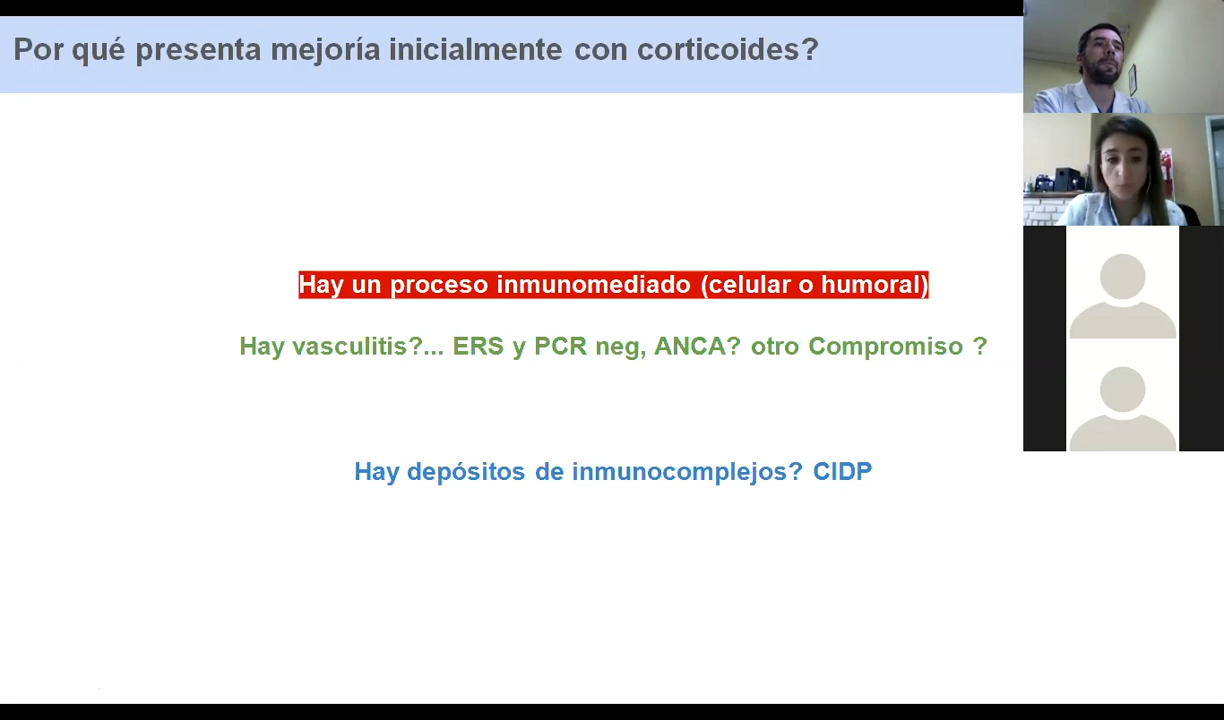 Por qué presenta mejoría inicialmente con corticoides?
Hay un proceso inmunomediado (celular o humoral)
Hay vasculitis?... ERS y PCR neg, ANCA? otro Compromiso ?
Hay depósitos de inmunocomplejos? CIDP